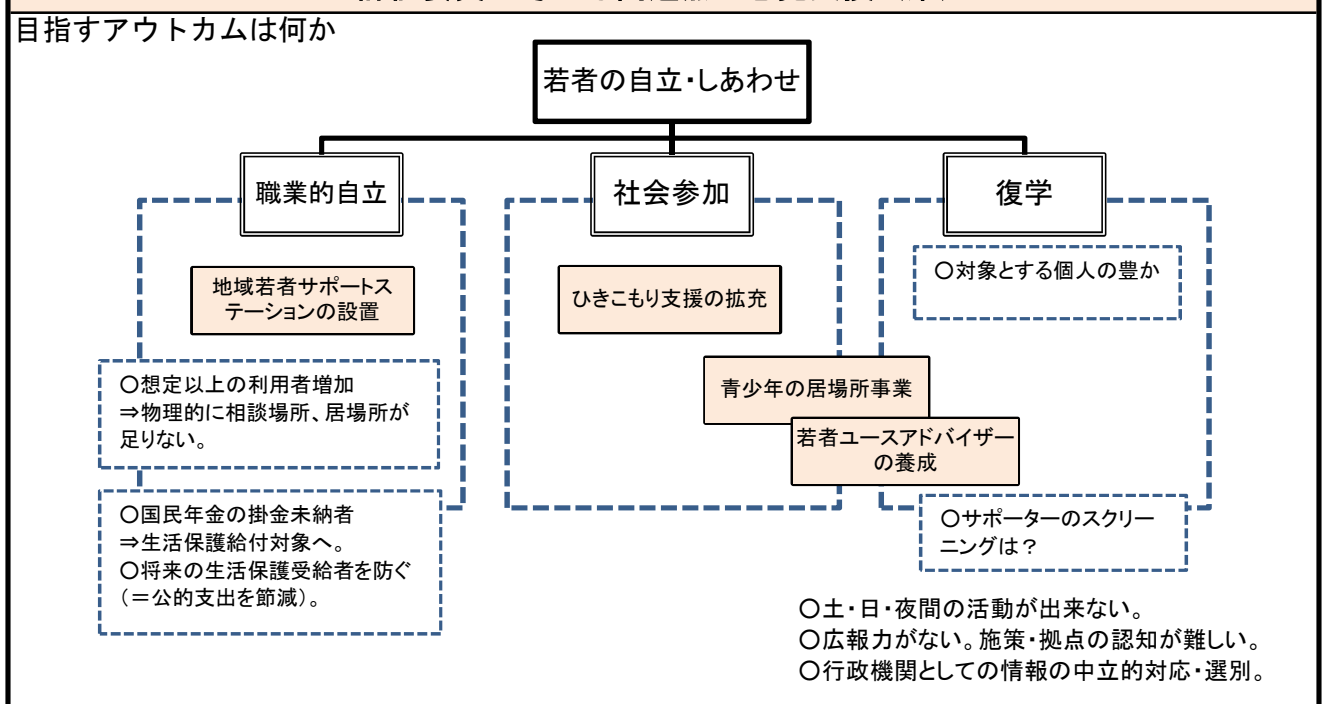 目指すアウトカムは何か
若者の自立・しあわせ
職業的自立
社会参加
復学
地域若者サポートス
テーションの設置
ひきこもり支援の拡充
〇対象とする個人の豊か
〇想定以上の利用者増加
⇒物理的に相談場所、居場所が
足りない。
青少年の居場所事業
若者ユースアドバイザー
の養成
〇国民年金の掛金未納者
⇒生活保護給付対象へ。
〇将来の生活保護受給者を防ぐ
(=公的支出を節減)。
〇サポーターのスクリー
ニングは？
〇土・日・夜間の活動が出来ない。
〇広報力がない。施策・拠点の認知が難しい。
〇行政機関としての情報の中立的対応・選別。